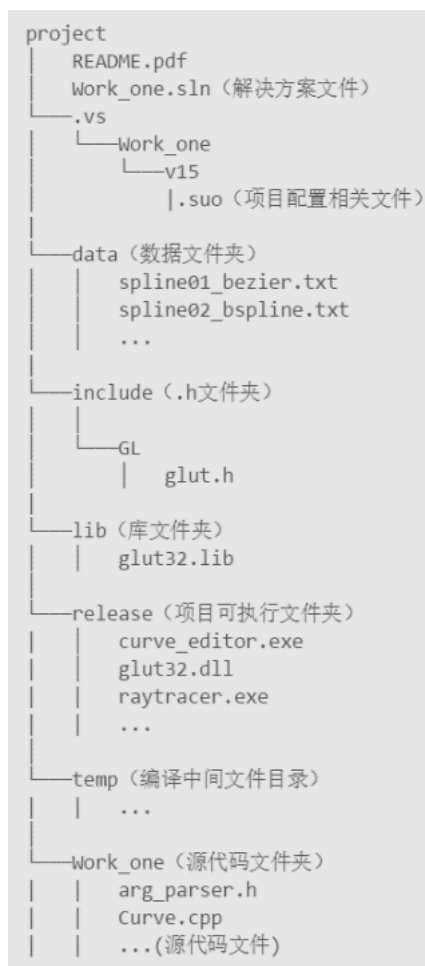 project
│   README.pdf
│   Work_one.sln（解决方案文件）
└───.vs
│   └───Work_one
│       └───v15
│           |.suo（项目配置相关文件）
│
└───data（数据文件夹）
│   │   spline01_bezier.txt
│   │   spline02_bspline.txt
│   │   ...
│
└───include（.h文件夹）
│   │
│   └───GL
│       │   glut.h
│
└───lib（库文件夹）
│   │   glut32.lib
│
└───release（项目可执行文件夹）
│   │   curve_editor.exe
│   │   glut32.dll
│   │   raytracer.exe
│   │   ...
│
└───temp（编译中间文件目录）
│   │   ...
│
└───Work_one（源代码文件夹）
│   │   arg_parser.h
│   │   Curve.cpp
│   │   ...(源代码文件)